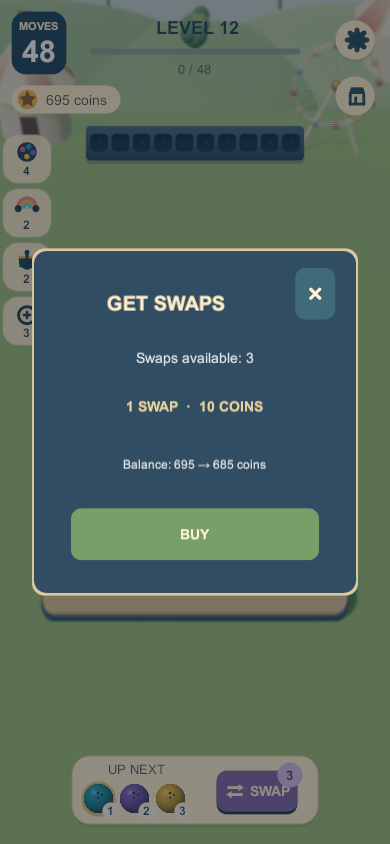 MOVES
48
LEVEL 12
0 / 48
695 coins
4
2
2
3
GET SWAPS
×
Swaps available: 3
1 SWAP · 10 COINS
Balance: 695 → 685 coins
BUY
UP NEXT
1
2
3
SWAP
3